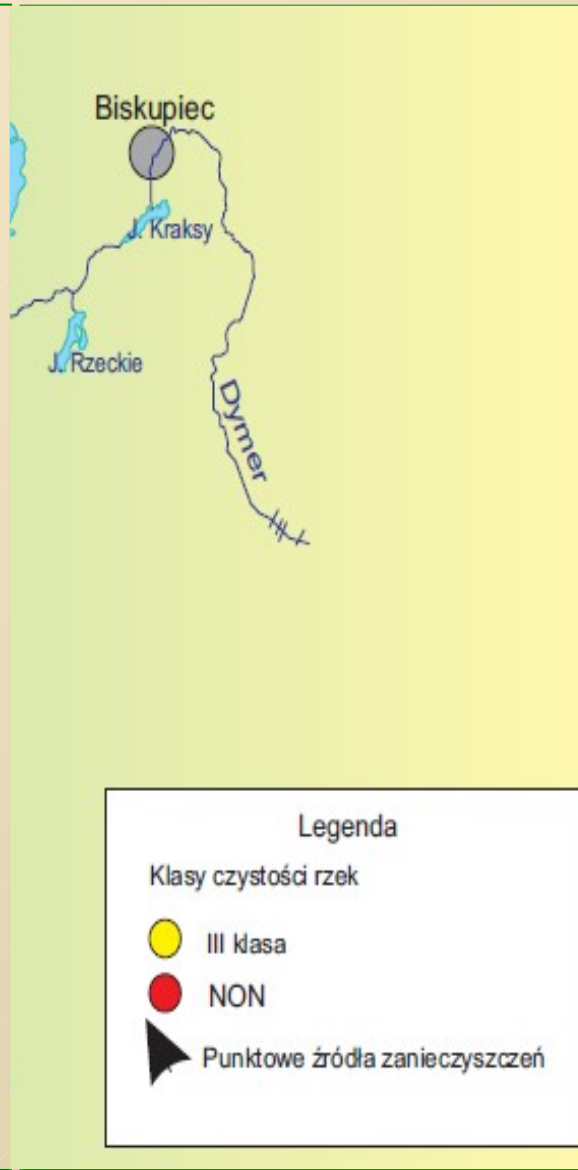 Biskupiec
J. Kraksy
J. Rzeckie
Dymer
Legenda
Klasy czystości rzek
III klasa
NON
Punktowe źródła zanieczyszczeń